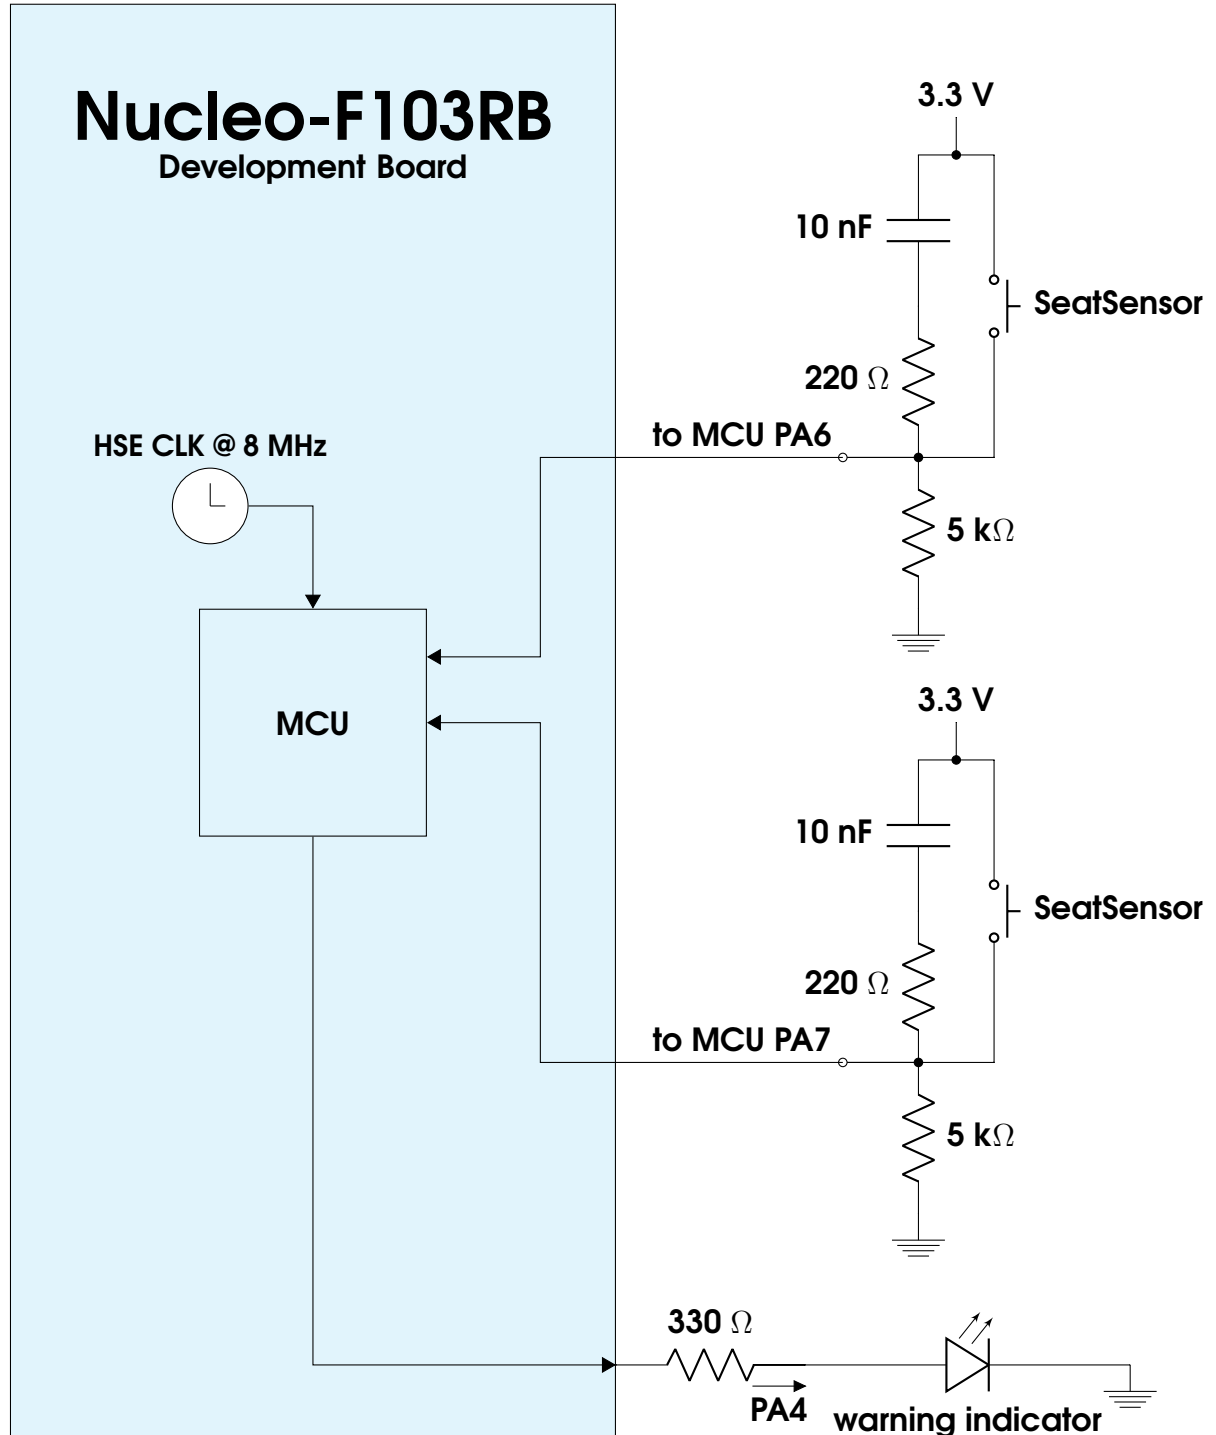 Nucleo-F103RB
Development Board
3.3 V
10 nF
SeatSensor
220 Ω
to MCU PA6
HSE CLK @ 8 MHz
5 kΩ
MCU
3.3 V
10 nF
SeatSensor
220 Ω
to MCU PA7
5 kΩ
330 Ω
PA4
warning indicator